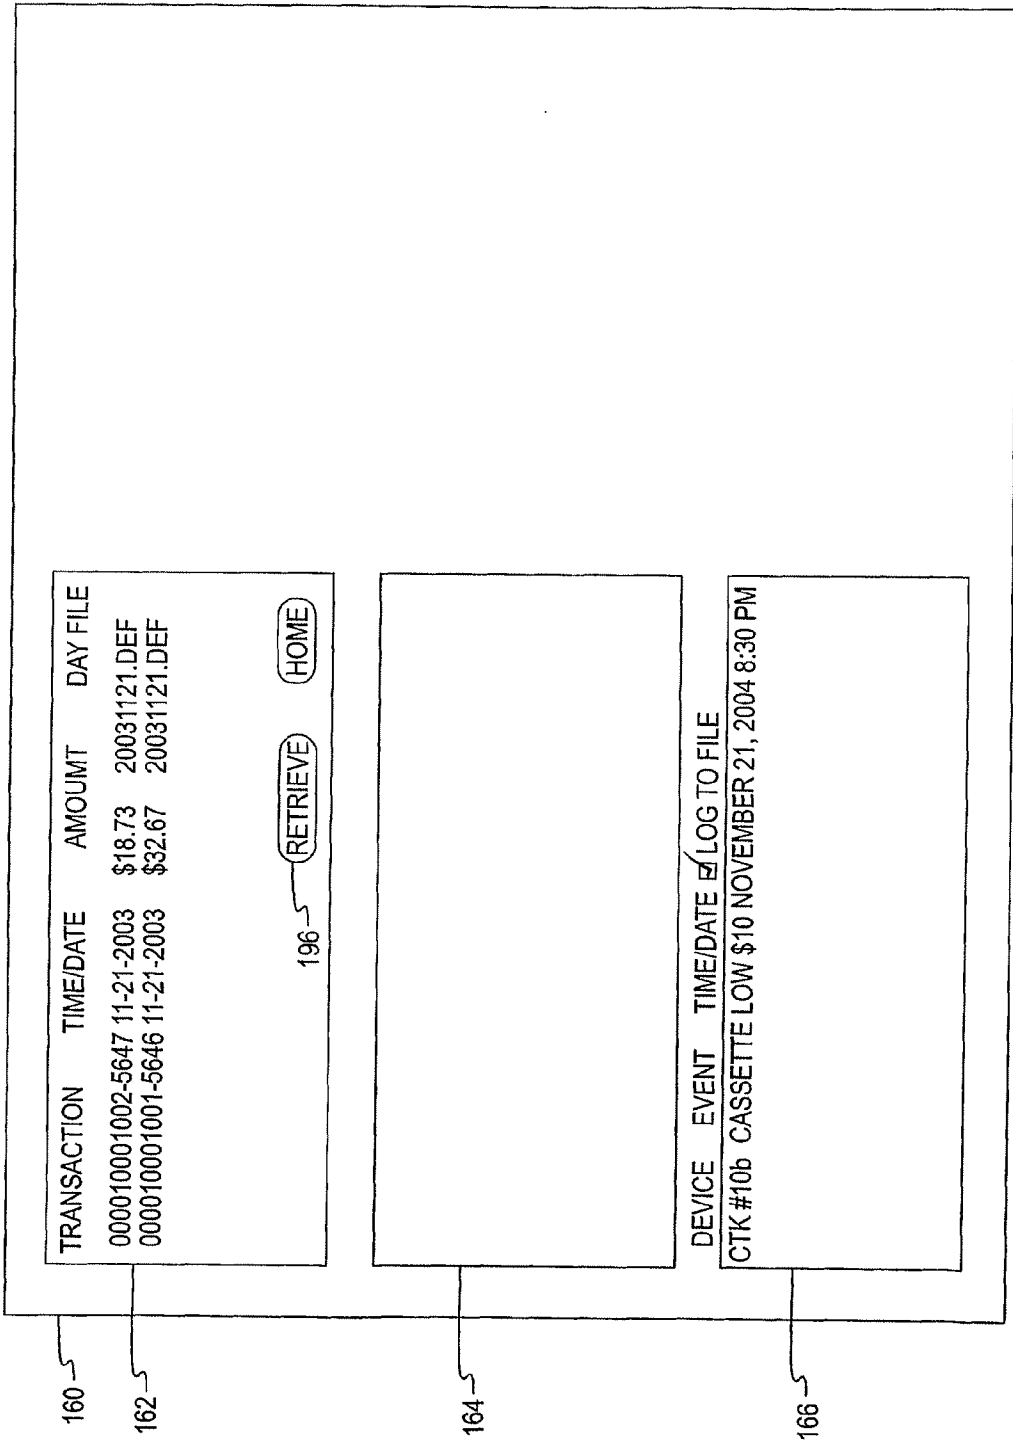 TRANSACTION TIME/DATE AMOUMT DAY FILE
000010001002-5647 11-21-2003 $18.73 20031121.DEF
000010001001-5646 11-21-2003 $32.67 20031121.DEF
RETRIEVE HOME
196
DEVICE EVENT TIME/DATE LOG TO FILE
CTK #10b CASSETTE LOW $10 NOVEMBER 21, 2004 8:30 PM
160
162
164
166